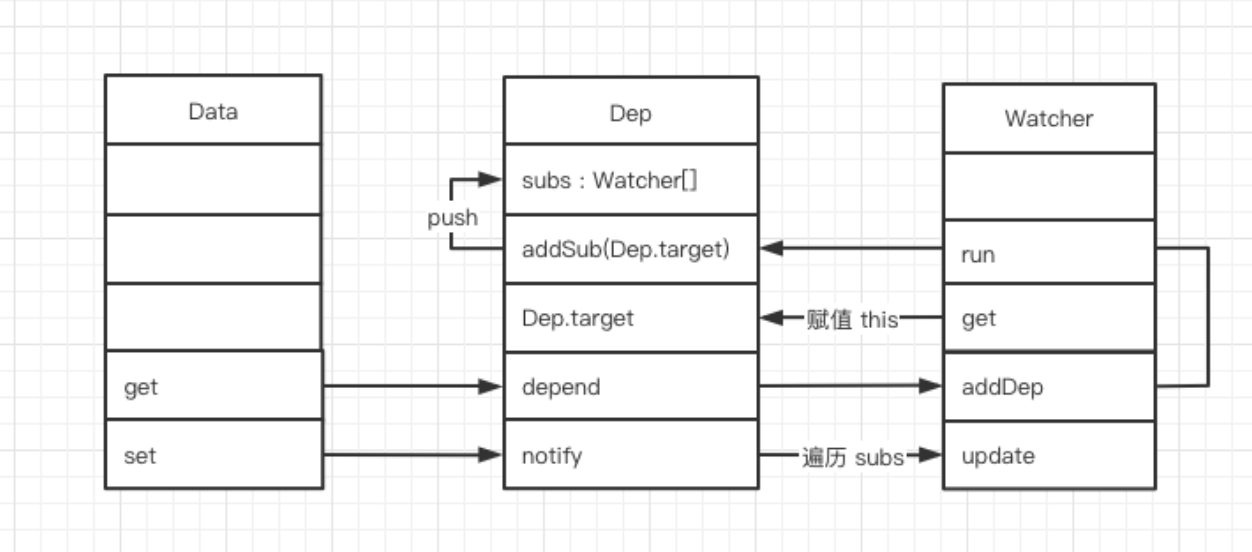 Data
get
set
push
Dep
subs : Watcher[]
addSub(Dep.target)
Dep.target
depend
notify
赋值 this
遍历 subs
Watcher
run
get
addDep
update